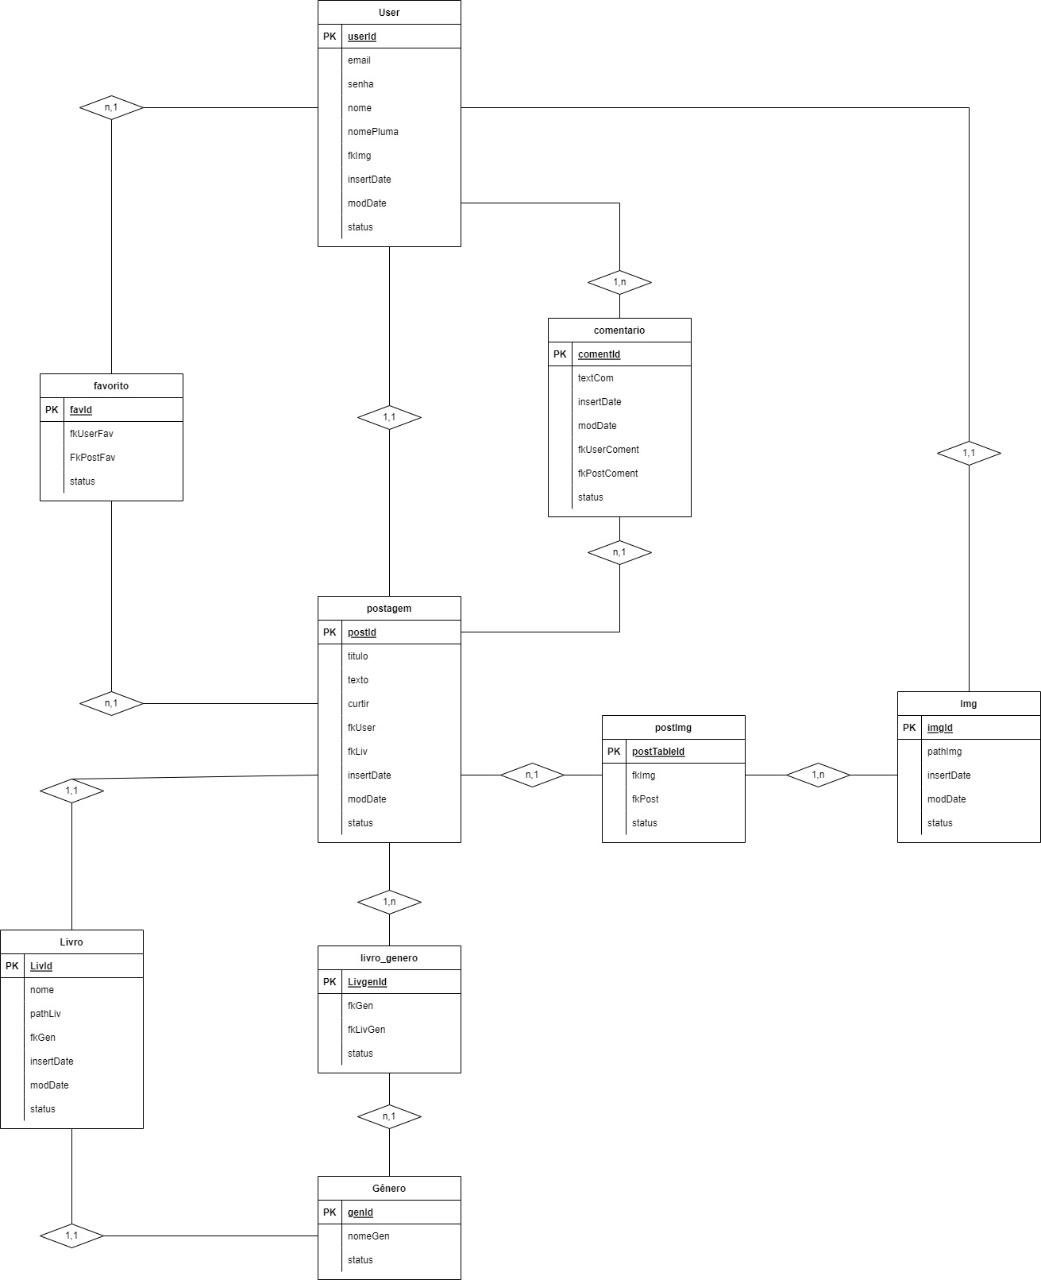 User
PK userId
email
senha
nome
nomePluma
fkImg
insertDate
modDate
status
n,1
1,n
comentario
PK comentId
textCom
insertDate
modDate
fkUserComent
fkPostComent
status
favorito
PK favId
fkUserFav
FkPostFav
status
1,1
1,1
n,1
postagem
PK postId
titulo
texto
curtir
fkUser
fkLiv
insertDate
modDate
status
n,1
postImg
PK postTableId
fkImg
fkPost
status
Img
PK imgId
pathImg
insertDate
modDate
status
n,1
1,n
1,1
1,n
Livro
PK LivId
nome
pathLiv
fkGen
insertDate
modDate
status
livro_genero
PK LivgenId
fkGen
fkLivGen
status
n,1
Gênero
PK genId
nomeGen
status
1,1